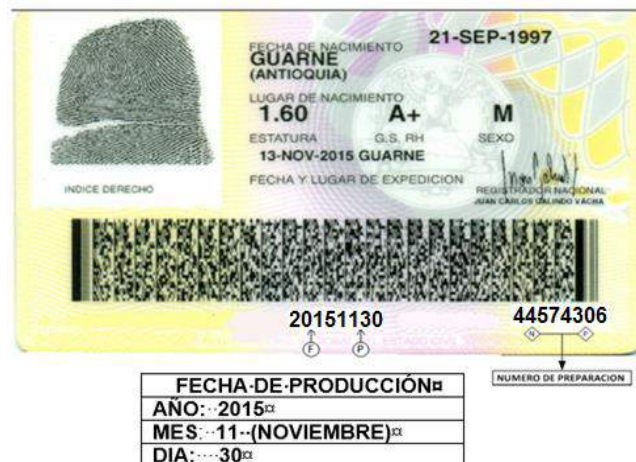 21-SEP-1997
FECHA DE NACIMIENTO
GUARNE
(ANTIOQUIA)
LUGAR DE NACIMIENTO
1.60 A+ M
ESTATURA G.S. RH SEXO
13-NOV-2015 GUARNE
FECHA Y LUGAR DE EXPEDICION
INDICE DERECHO
REGISTRADOR NACIONAL
JUAN CARLOS GALINDO VÁCHA
20151130 44574306
F P N P
NUMERO DE PREPARACION
FECHA·DE·PRODUCCIÓN¤
AÑO:··2015¤
MES:··11··(NOVIEMBRE)¤
DIA:····30¤